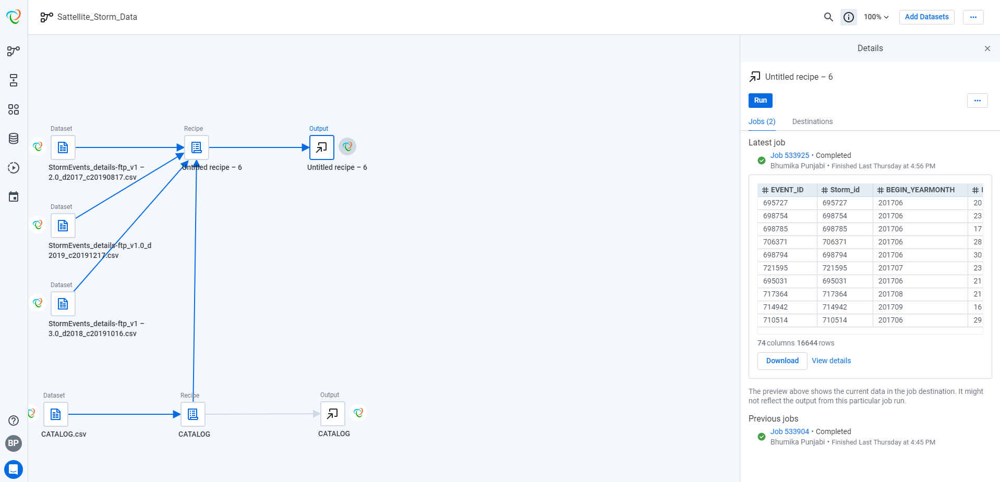 Sattellite_Storm_Data
100%
Add Datasets
Details
Untitled recipe – 6
Run
Jobs (2)
Destinations
Latest job
Job 533925 • Completed
Bhumika Punjabi • Finished Last Thursday at 4:56 PM
# EVENT_ID # Storm_id # BEGIN_YEARMONTH #
695727 695727 201706 20
698754 698754 201706 23
698785 698785 201706 17
706371 706371 201706 28
698794 698794 201706 30
721595 721595 201707 23
695031 695031 201706 21
717364 717364 201708 21
714942 714942 201709 16
710514 710514 201706 29
74 columns 16644 rows
Download View details
The preview above shows the current data in the job destination. It might
not reflect the output from this particular job run.
Previous jobs
Job 533904 • Completed
Bhumika Punjabi • Finished Last Thursday at 4:45 PM
Dataset
StormEvents_details-ftp_v1 –
2.0_d2017_c20190817.csv
Recipe
Untitled recipe – 6
Output
Untitled recipe – 6
Dataset
StormEvents_details-ftp_v1.0_d
2019_c20191217.csv
Dataset
StormEvents_details-ftp_v1 –
3.0_d2018_c20191016.csv
Dataset
CATALOG.csv
Recipe
CATALOG
Output
CATALOG
BP